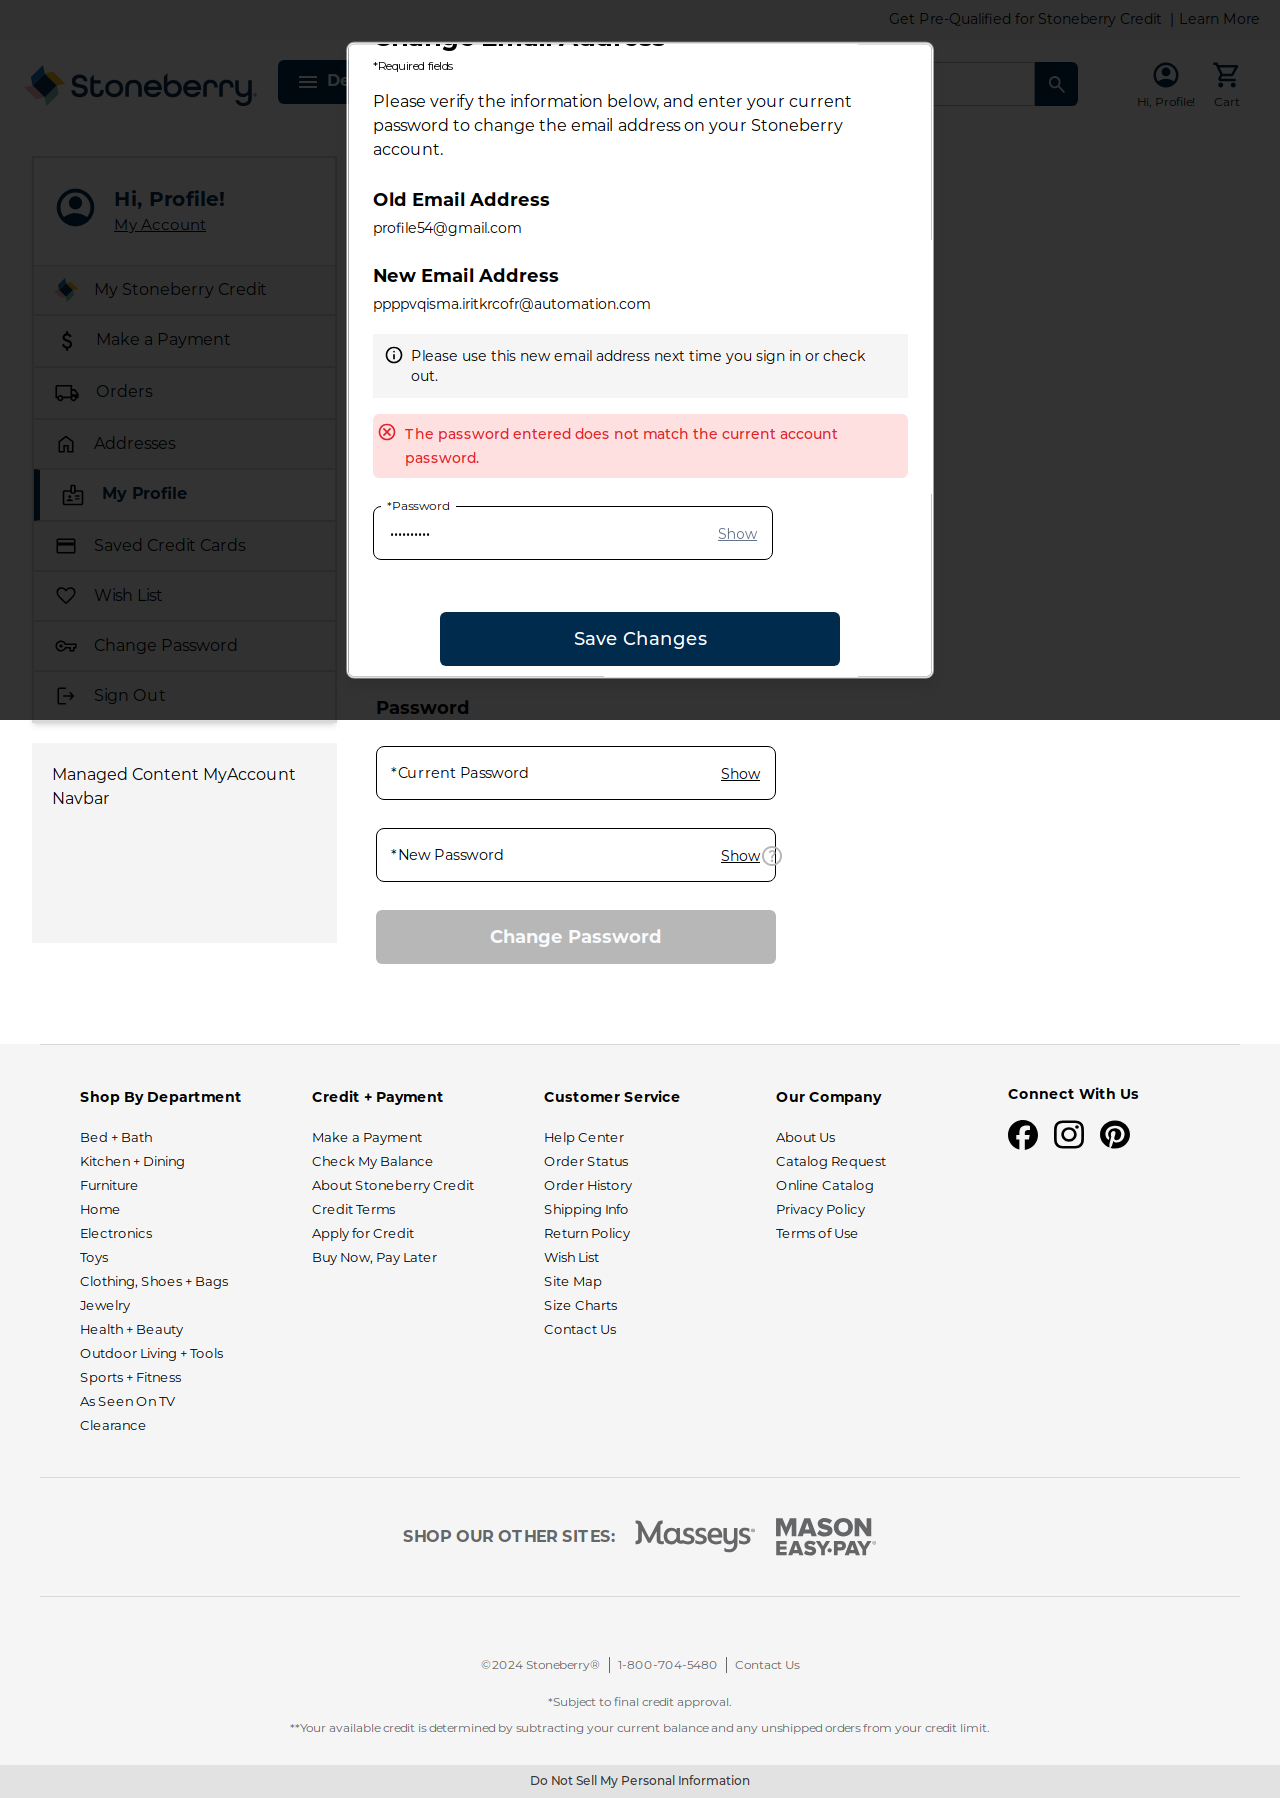 Get Pre-Qualified for Stoneberry Credit | Learn More
Stoneberry
De
Hi, Profile!
Cart
Change Email Address
*Required fields
Please verify the information below, and enter your current
password to change the email address on your Stoneberry
account.
Old Email Address
profile54@gmail.com
New Email Address
ppppvqisma.iritkrcofr@automation.com
Please use this new email address next time you sign in or check
out.
The password entered does not match the current account
password.
*Password
Show
Save Changes
Hi, Profile!
My Account
My Stoneberry Credit
Make a Payment
Orders
Addresses
My Profile
Saved Credit Cards
Wish List
Change Password
Sign Out
Managed Content MyAccount
Navbar
Password
*Current Password
Show
*New Password
Show
Change Password
Shop By Department
Bed + Bath
Kitchen + Dining
Furniture
Home
Electronics
Toys
Clothing, Shoes + Bags
Jewelry
Health + Beauty
Outdoor Living + Tools
Sports + Fitness
As Seen On TV
Clearance
Credit + Payment
Make a Payment
Check My Balance
About Stoneberry Credit
Credit Terms
Apply for Credit
Buy Now, Pay Later
Customer Service
Help Center
Order Status
Order History
Shipping Info
Return Policy
Wish List
Site Map
Size Charts
Contact Us
Our Company
About Us
Catalog Request
Online Catalog
Privacy Policy
Terms of Use
Connect With Us
SHOP OUR OTHER SITES:
Masseys
MASON
EASY•PAY
©2024 Stoneberry® | 1-800-704-5480 | Contact Us
*Subject to final credit approval.
**Your available credit is determined by subtracting your current balance and any unshipped orders from your credit limit.
Do Not Sell My Personal Information